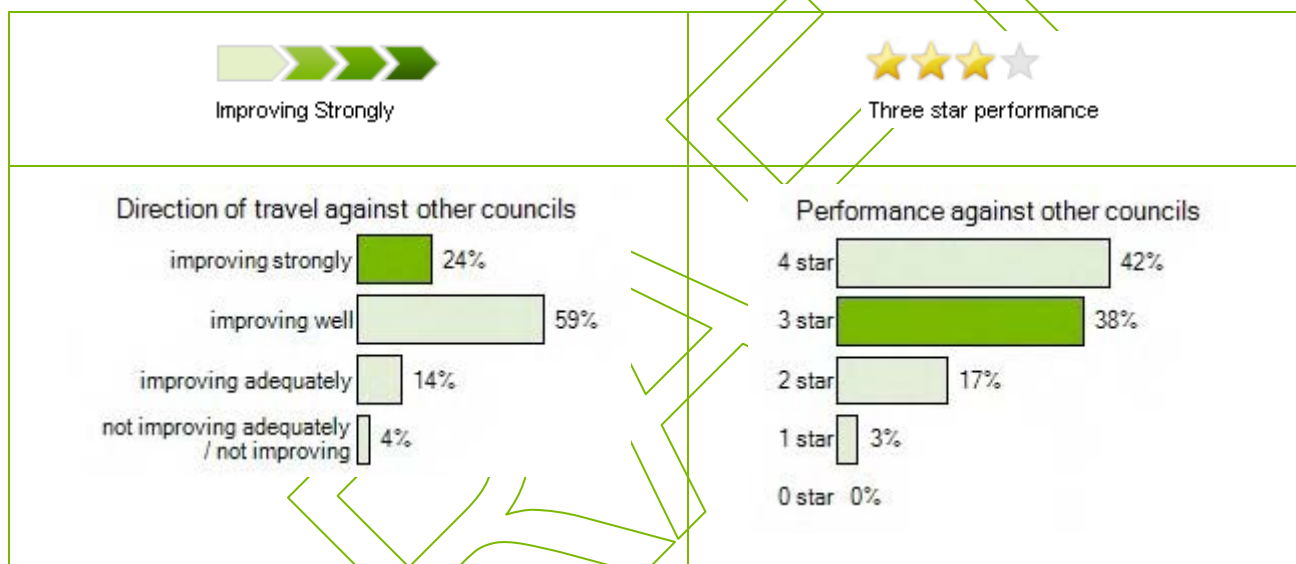 Improving Strongly
Three star performance
Direction of travel against other councils
improving strongly 24%
improving well 59%
improving adequately 14%
not improving adequately
/ not improving 4%
Performance against other councils
4 star 42%
3 star 38%
2 star 17%
1 star 3%
0 star 0%